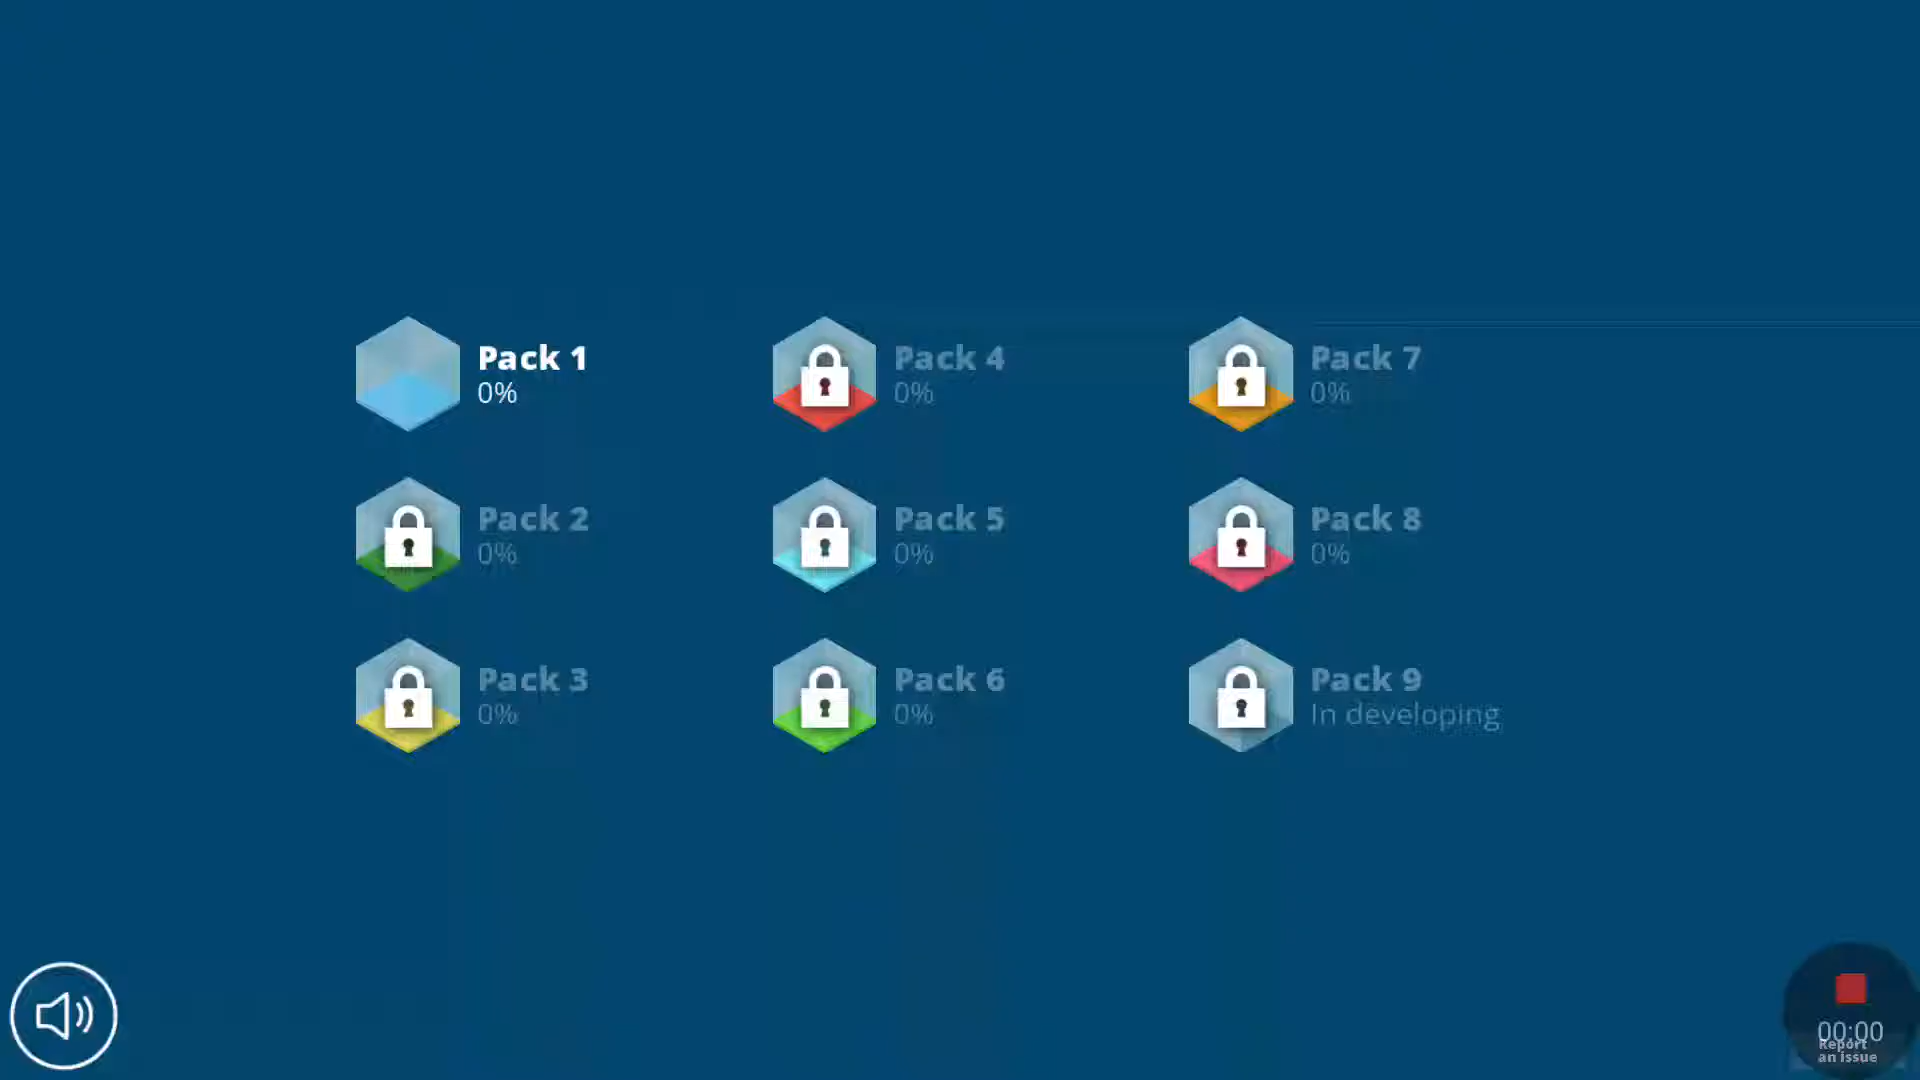 Pack 1
0%
Pack 4
0%
Pack 7
0%
Pack 2
0%
Pack 5
0%
Pack 8
0%
Pack 3
0%
Pack 6
0%
Pack 9
In developing
00:00
Report
an issue